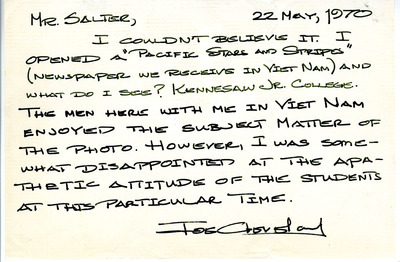 MR. SALTER, 22 MAY, 1970
I COULDN'T BELIEVE IT. I
OPENED A "PACIFIC STARS AND STRIPES"
(NEWSPAPER WE RECEIVE IN VIET NAM) AND
WHAT DO I SEE? KENNESAW JR. COLLEGE.
THE MEN HERE WITH ME IN VIET NAM
ENJOYED THE SUBJECT MATTER OF
THE PHOTO. HOWEVER, I WAS SOME-
WHAT DISAPPOINTED AT THE APA-
THETIC ATTITUDE OF THE STUDENTS
AT THIS PARTICULAR TIME.
JOE